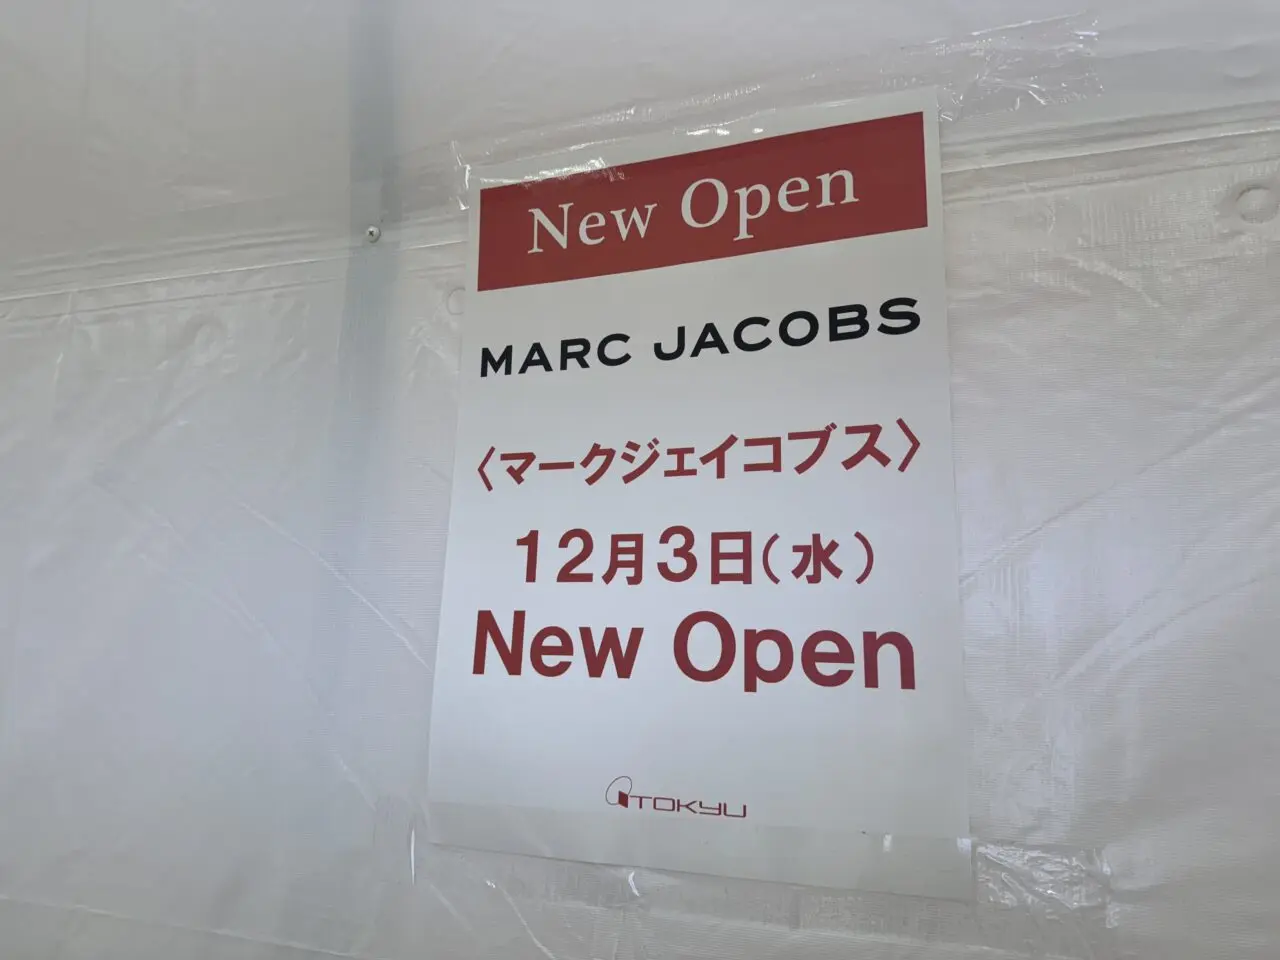 New Open
MARC JACOBS
〈マークジェイコブス〉
12月3日(水)
New Open
TOKYU